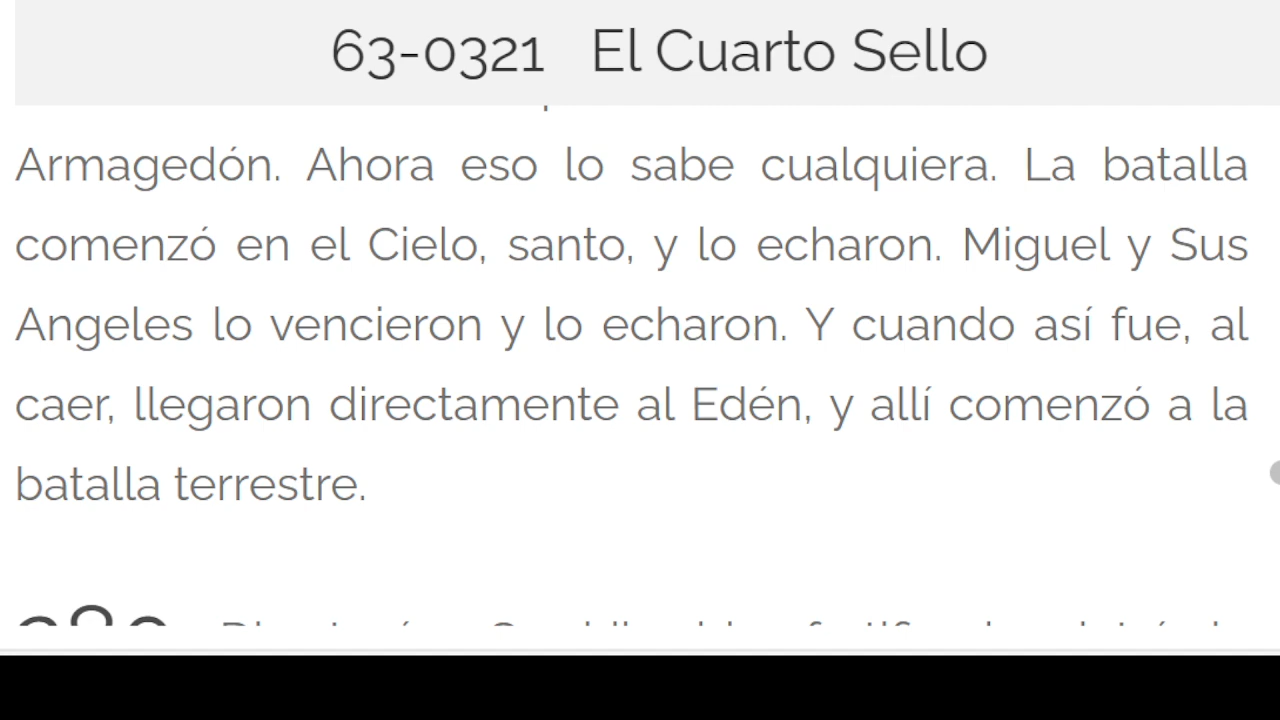 63-0321 El Cuarto Sello
Armagedón. Ahora eso lo sabe cualquiera. La batalla
comenzó en el Cielo, santo, y lo echaron. Miguel y Sus
Angeles lo vencieron y lo echaron. Y cuando así fue, al
caer, llegaron directamente al Edén, y allí comenzó a la
batalla terrestre.